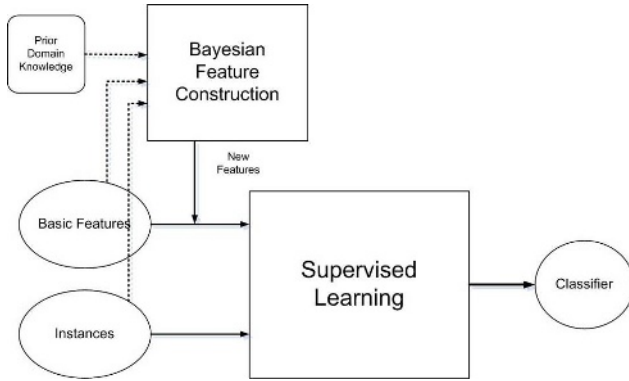 Prior
Domain
Knowledge
Bayesian
Feature
Construction
New
Features
Basic Features
Supervised
Learning
Classifier
Instances